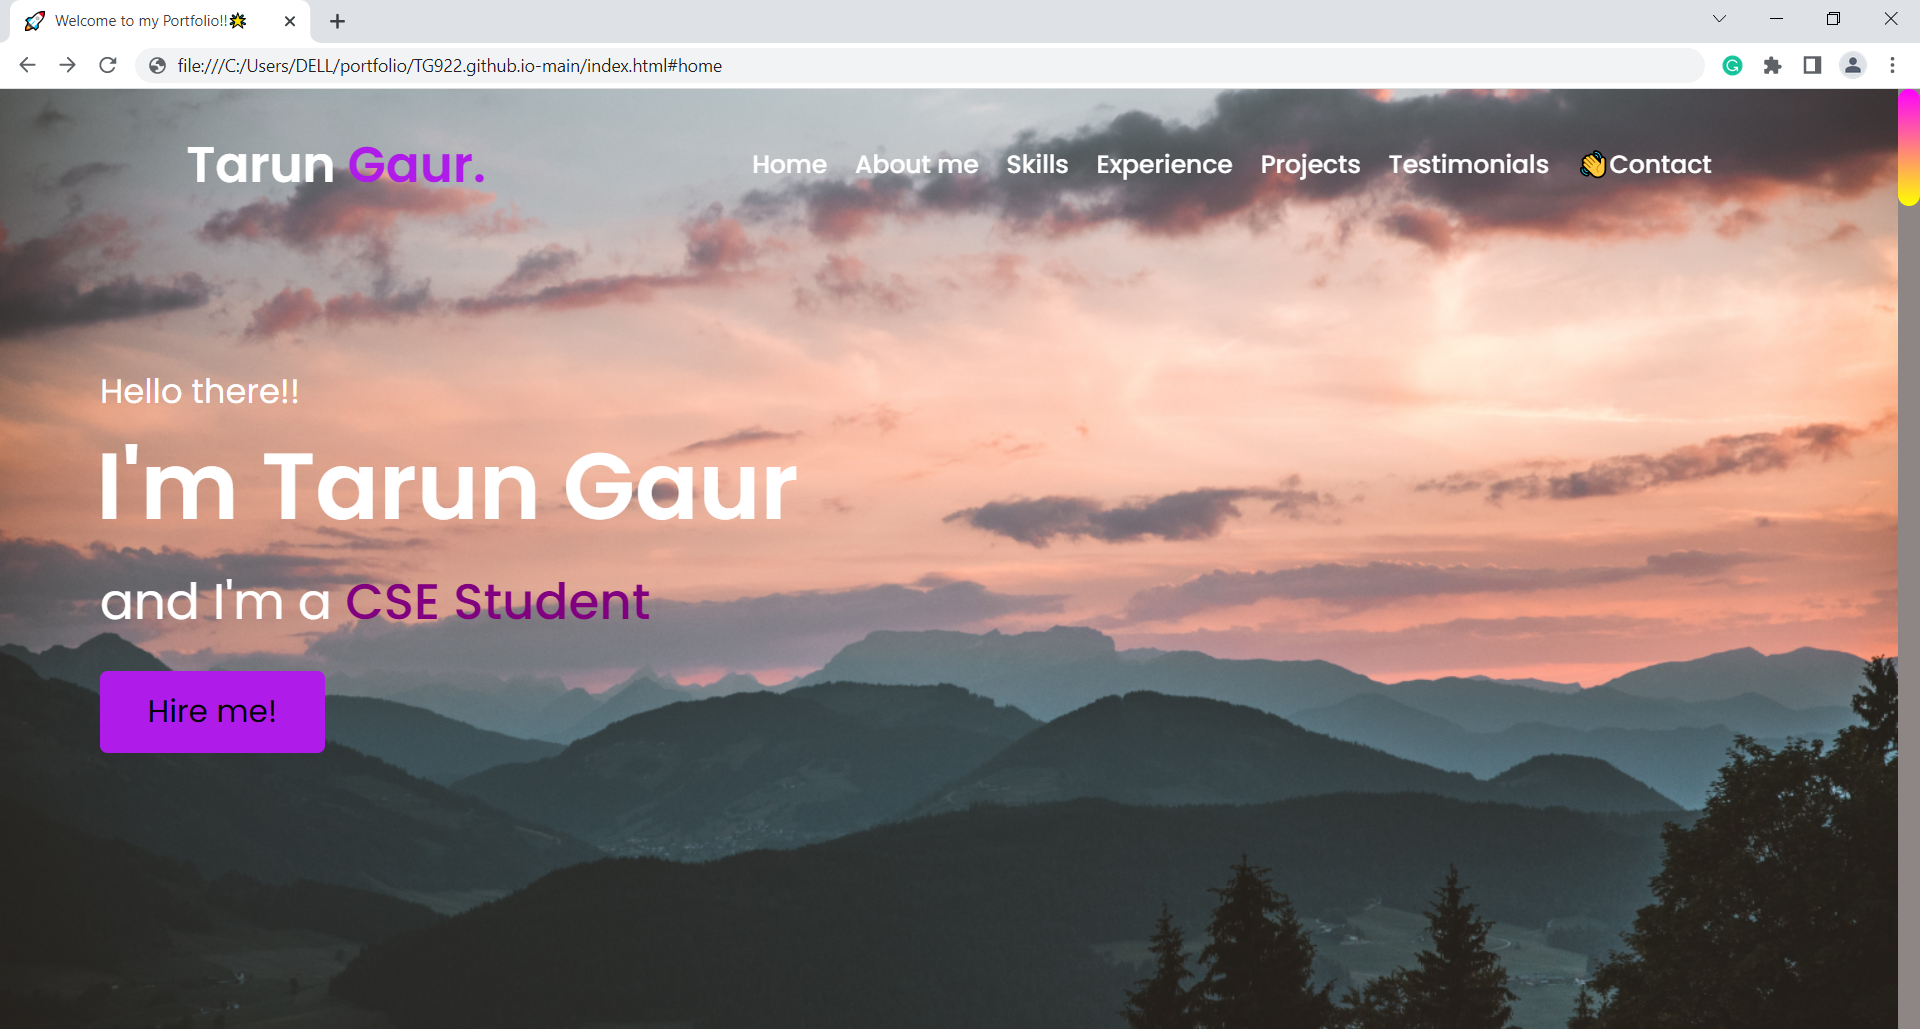 Welcome to my Portfolio!!🌟
file:///C:/Users/DELL/portfolio/TG922.github.io-main/index.html#home
Tarun Gaur.
Home About me Skills Experience Projects Testimonials 👋Contact
Hello there!!
I'm Tarun Gaur
and I'm a CSE Student
Hire me!